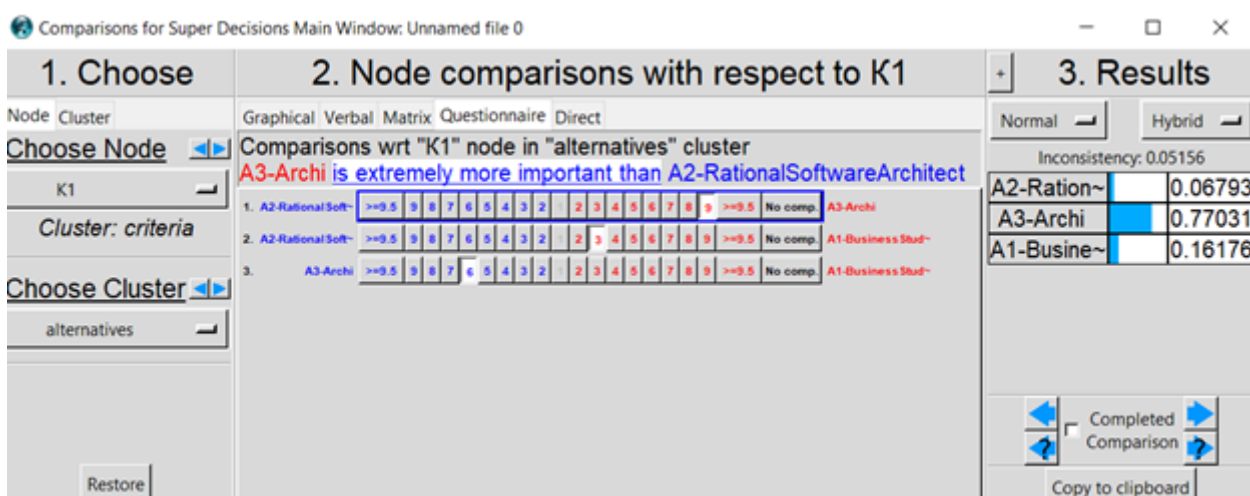 Comparisons for Super Decisions Main Window: Unnamed file 0
1. Choose
2. Node comparisons with respect to K1
+ 3. Results
Node Cluster
Graphical Verbal Matrix Questionnaire Direct
Normal Hybrid
Choose Node
Comparisons wrt "K1" node in "alternatives" cluster
A3-Archi is extremely more important than A2-RationalSoftwareArchitect
Inconsistency: 0.05156
K1
Cluster: criteria
1. A2-Rational Soft~ >=9.5 9 8 7 6 5 4 3 2 1 2 3 4 5 6 7 8 9 >=9.5 No comp. A3-Archi
2. A2-Rational Soft~ >=9.5 9 8 7 6 5 4 3 2 1 2 3 4 5 6 7 8 9 >=9.5 No comp. A1-Business Stud~
3. A3-Archi >=9.5 9 8 7 6 5 4 3 2 1 2 3 4 5 6 7 8 9 >=9.5 No comp. A1-Business Stud~
A2-Ration~ 0.06793
A3-Archi 0.77031
A1-Busine~ 0.16176
Choose Cluster
alternatives
Completed
Comparison
? ?
Restore
Copy to clipboard